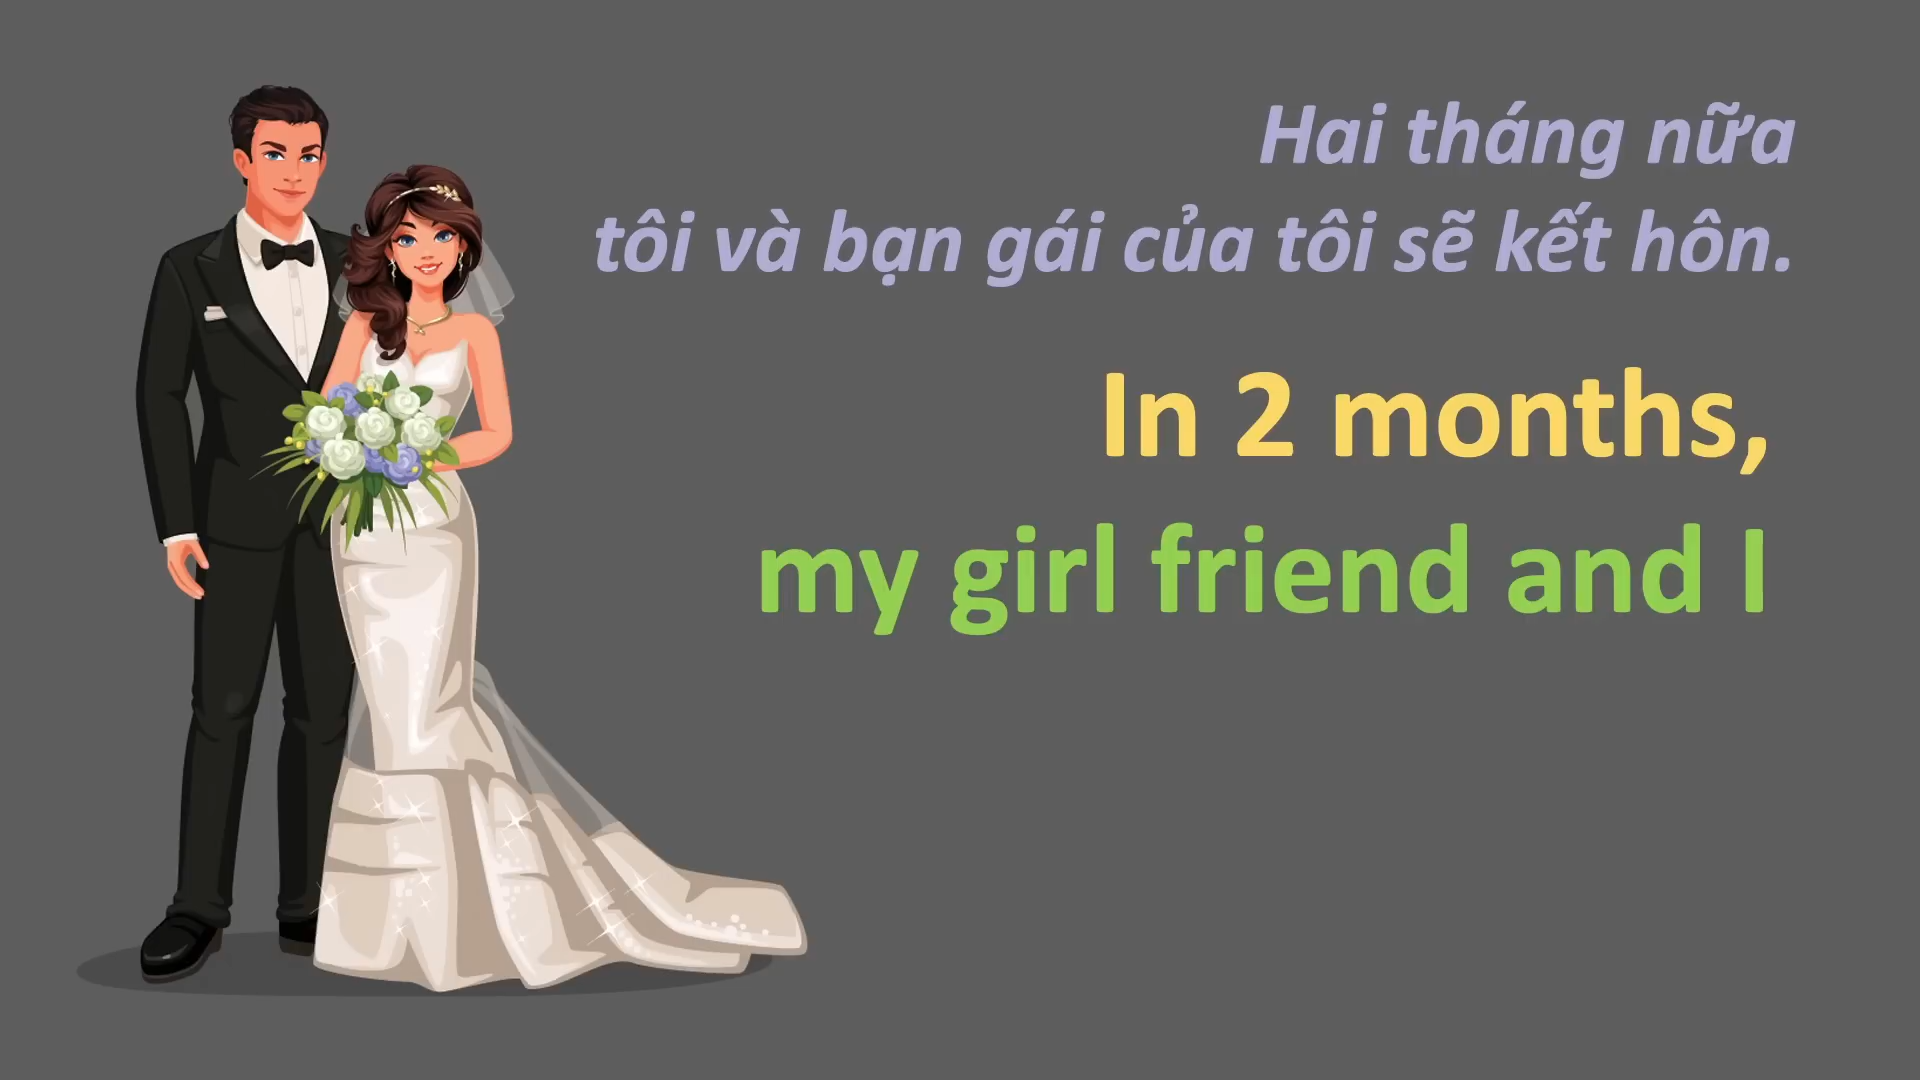 Hai tháng nữa
tôi và bạn gái của tôi sẽ kết hôn.
In 2 months,
my girl friend and I